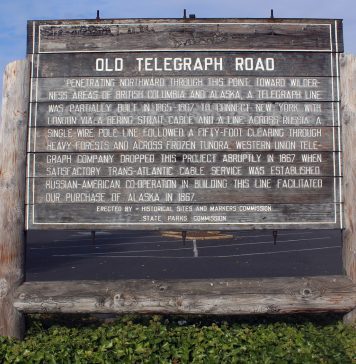 OLD TELEGRAPH ROAD
PENETRATING NORTHWARD THROUGH THIS POINT, TOWARD WILDER-
NESS AREAS OF BRITISH COLUMBIA AND ALASKA, A TELEGRAPH LINE
WAS PARTIALLY BUILT IN 1865-1867 TO CONNECT NEW YORK WITH
LONDON VIA A BERING STRAIT CABLE AND A LINE ACROSS RUSSIA. A
SINGLE-WIRE POLE LINE FOLLOWED A FIFTY-FOOT CLEARING THROUGH
HEAVY FORESTS AND ACROSS FROZEN TUNDRA. WESTERN UNION TELE-
GRAPH COMPANY DROPPED THIS PROJECT ABRUPTLY IN 1867 WHEN
SATISFACTORY TRANS-ATLANTIC CABLE SERVICE WAS ESTABLISHED.
RUSSIAN-AMERICAN CO-OPERATION IN BUILDING THIS LINE FACILITATED
OUR PURCHASE OF ALASKA IN 1867.
ERECTED BY - HISTORICAL SITES AND MARKERS COMMISSION
STATE PARKS COMMISSION